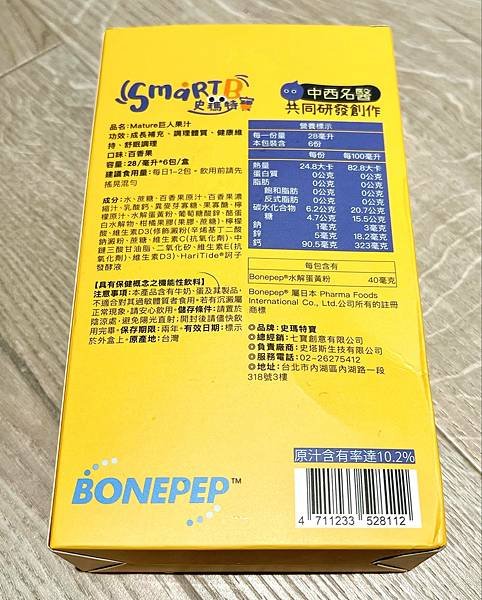 SmartB
史瑪特寶
中西名醫
共同研發創作
品名: Mature巨人果汁
功效: 成長補充、調理體質、健康維
持、舒眠調理
口味: 百香果
容量: 28/毫升*6包/盒
建議食用量: 每日1~2包。飲用前請先
搖晃混勻
成分: 水、蔗糖、百香果原汁、百香果濃
縮汁、乳酸鈣、異麥芽寡糖、果寡糖、檸
檬原汁、水解蛋黃粉、葡萄糖酸鋅、酪蛋
白水解物、柑橘果膠(果膠、蔗糖)、檸檬
酸、維生素D3(修飾澱粉(辛烯基丁二酸
鈉澱粉、蔗糖、維生素C(抗氧化劑)、中
鏈三酸甘油脂、二氧化矽、維生素E(抗
氧化劑)、維生素D3)、HariTide®訶子
發酵液
【具有保健概念之機能性飲料】
注意事項: 本產品含有牛奶、蛋及其製品,
不適合對其過敏體質者食用,若有沉澱屬
正常現象,請安心飲用。儲存條件: 請置於
陰涼處,避免陽光直射;開封後請儘快飲
用完畢。保存期限: 兩年。有效日期: 標示
於外盒上。原產地: 台灣
營養標示
每一份量 28毫升
本包裝含 6份
每份 每100毫升
熱量 24.8大卡 82.8大卡
蛋白質 0公克 0公克
脂肪 0公克 0公克
飽和脂肪 0公克 0公克
反式脂肪 0公克 0公克
碳水化合物 6.2公克 20.7公克
糖 4.7公克 15.5公克
鈉 1毫克 3毫克
鋅 5毫克 18.2毫克
鈣 90.5毫克 323毫克
每包含有
Bonepep®水解蛋黃粉 40毫克
Bonepep® 屬日本 Pharma Foods
International Co., Ltd.公司所有的註冊
商標
◎品牌: 史瑪特寶
◎總經銷: 七寶創意有限公司
◎負責廠商: 史塔斯生技有限公司
◎服務電話: 02-26275412
◎地址: 台北市內湖區內湖路一段
318號3樓
原汁含有率達10.2%
BONEPEP™
4 711233 528112